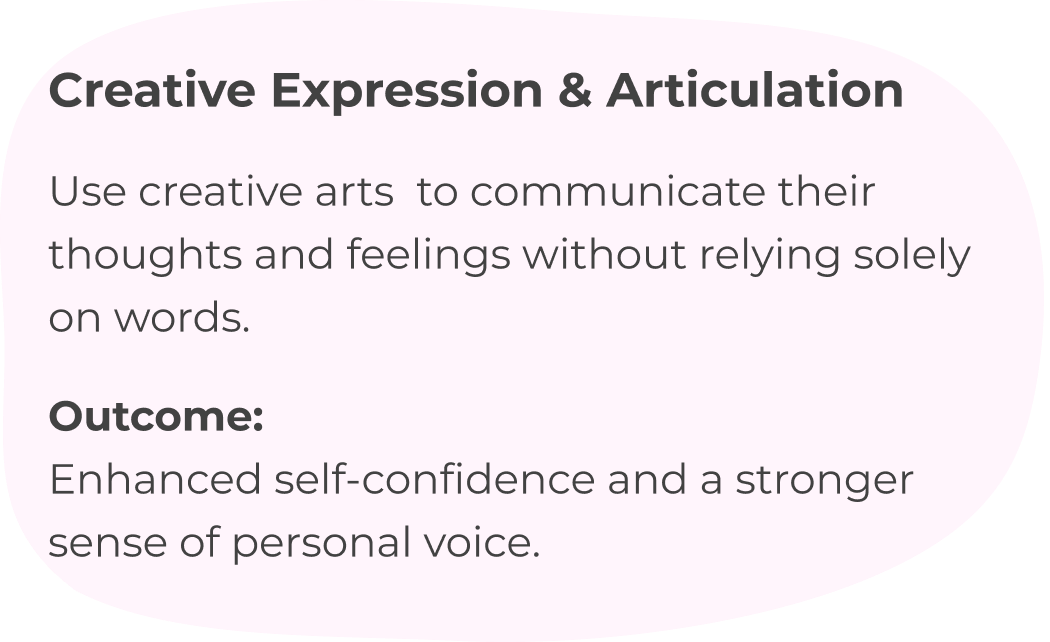 Creative Expression & Articulation
Use creative arts  to communicate their
thoughts and feelings without relying solely
on words.
Outcome:
Enhanced self-confidence and a stronger
sense of personal voice.